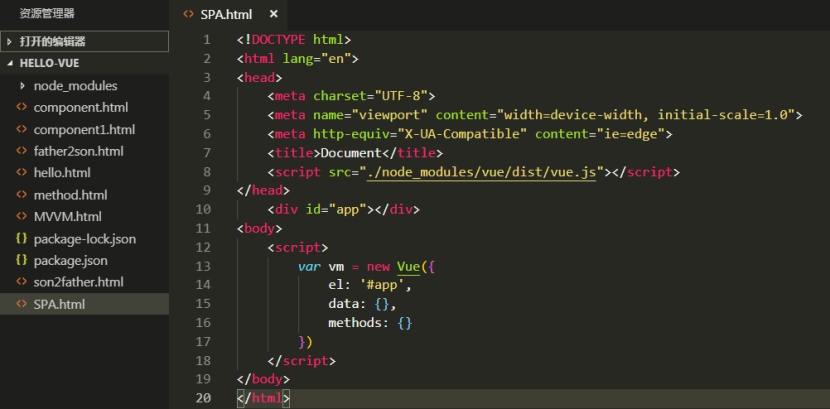 资源管理器
打开的编辑器
HELLO-VUE
node_modules
component.html
component1.html
father2son.html
hello.html
method.html
MVVM.html
package-lock.json
package.json
son2father.html
SPA.html
SPA.html ×
1 <!DOCTYPE html>
2 <html lang="en">
3 <head>
4 <meta charset="UTF-8">
5 <meta name="viewport" content="width=device-width, initial-scale=1.0">
6 <meta http-equiv="X-UA-Compatible" content="ie=edge">
7 <title>Document</title>
8 <script src="./node_modules/vue/dist/vue.js"></script>
9 </head>
10 <div id="app"></div>
11 <body>
12 <script>
13 var vm = new Vue({
14 el: '#app',
15 data: {},
16 methods: {}
17 })
18 </script>
19 </body>
20 </html>